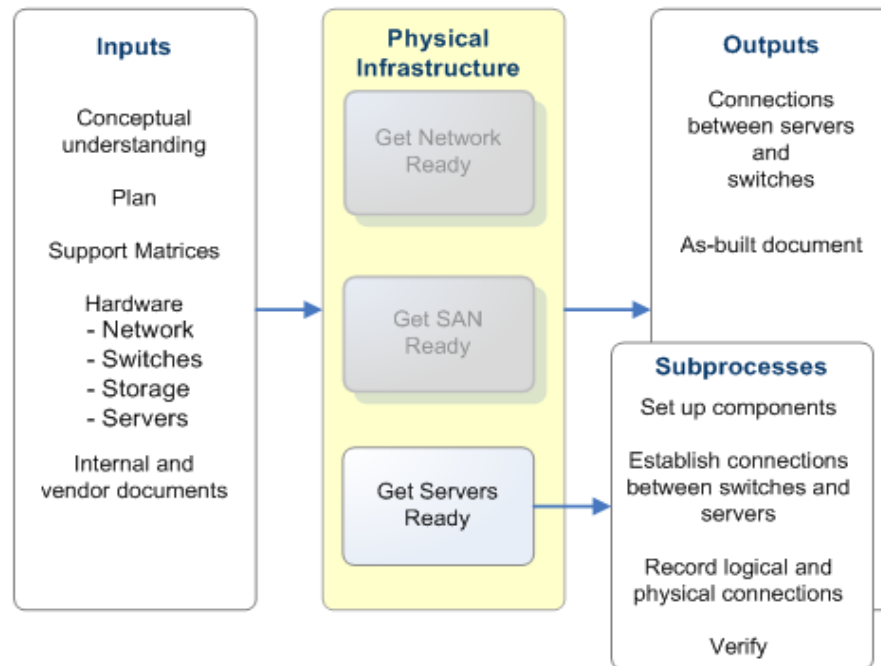 Inputs
Conceptual
understanding
Plan
Support Matrices
Hardware
- Network
- Switches
- Storage
- Servers
Internal and
vendor documents
Physical
Infrastructure
Get Network
Ready
Get SAN
Ready
Get Servers
Ready
Outputs
Connections
between servers
and
switches
As-built document
Subprocesses
Set up components
Establish connections
between switches and
servers
Record logical and
physical connections
Verify